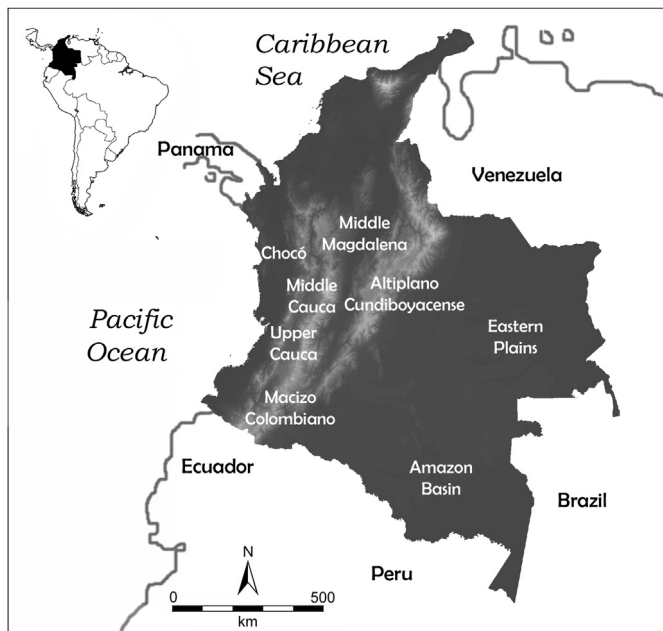 Caribbean
Sea
Panama
Venezuela
Middle
Magdalena
Chocó
Middle
Cauca
Altiplano
Cundiboyacense
Pacific
Ocean
Upper
Cauca
Eastern
Plains
Macizo
Colombiano
Ecuador
Amazon
Basin
Brazil
N
Peru
0
500
km